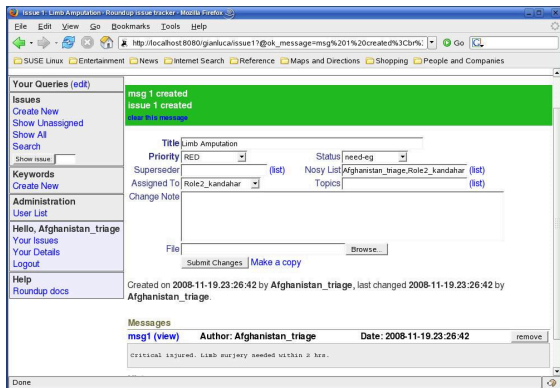 Issue 1: Limb Amputation - Roundup issue tracker - Mozilla Firefox
File Edit View Go Bookmarks Tools Help
http://localhost:8080/gianluca/issue1?@ok_message=msg%201%20created%3Cbr%: Go
SUSE Linux Entertainment News Internet Search Reference Maps and Directions Shopping People and Companies
Your Queries (edit)
Issues
Create New
Show Unassigned
Show All
Search
Show issue:
Keywords
Create New
Administration
User List
Hello, Afghanistan_triage
Your Issues
Your Details
Logout
Help
Roundup docs
msg 1 created
issue 1 created
clear this message
Title Limb Amputation
Priority RED Status need-eg
Superseder (list) Nosy List Afghanistan_triage,Role2_kandahar (list)
Assigned To Role2_kandahar Topics (list)
Change Note
File Browse...
Submit Changes Make a copy
Created on 2008-11-19.23:26:42 by Afghanistan_triage, last changed 2008-11-19.23:26:42 by
Afghanistan_triage.
Messages
msg1 (view) Author: Afghanistan_triage Date: 2008-11-19.23:26:42 remove
Critical injured. Limb surjery needed within 2 hrs.
Done